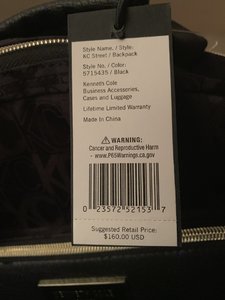 Style Name. / Style:
KC Street / Backpack
Style No. / Color:
5715435 / Black
Kenneth Cole
Business Accessories,
Cases and Luggage
Lifetime Limited Warranty
Made In China
⚠ WARNING:
Cancer and Reproductive Harm
- www.P65Warnings.ca.gov
0 23572 52153 7
Suggested Retail Price:
$160.00 USD